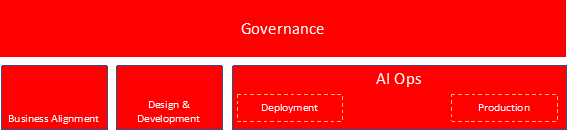 Governance
AI Ops
Business Alignment
Design &
Development
Deployment
Production